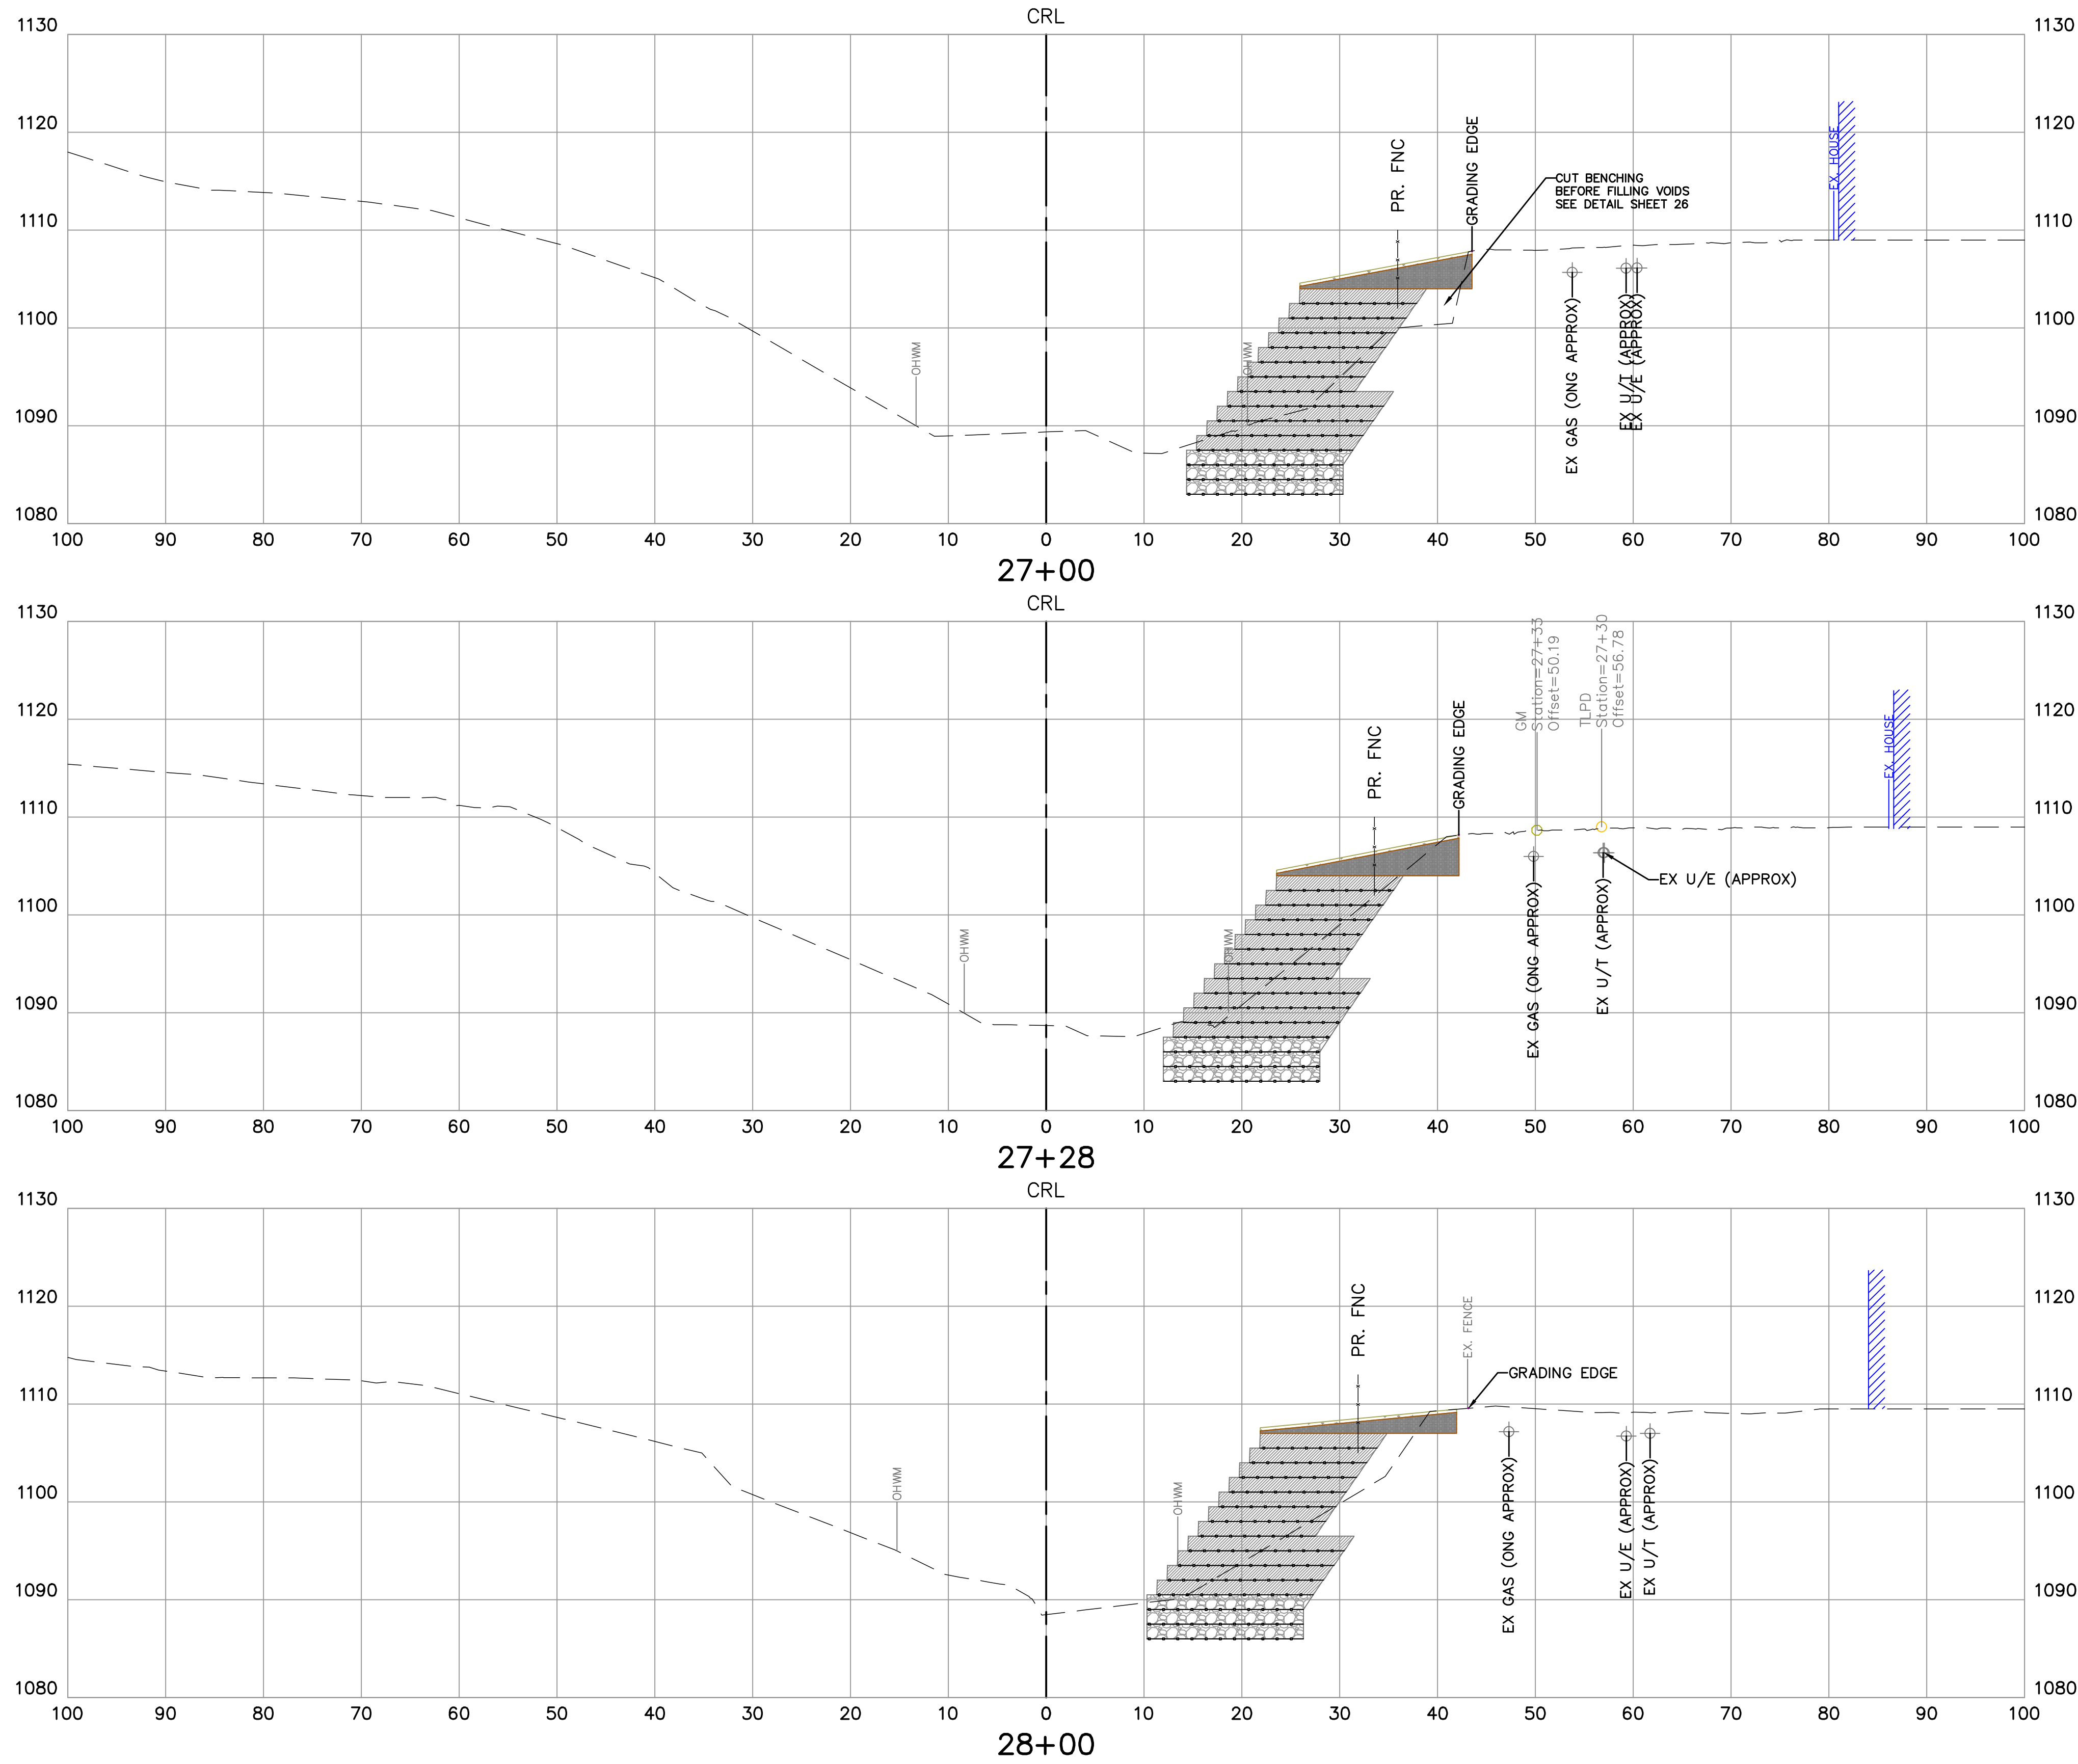 CRL
1130 1130
1120 1120
1110 1110
1100 1100
1090 1090
1080 1080
OHWM
OHWM
PR. FNC
GRADING EDGE
CUT BENCHING
BEFORE FILLING VOIDS
SEE DETAIL SHEET 26
EX GAS (ONG APPROX)
EX U/T (APPROX)
EX U/E (APPROX)
EX. HOUSE
100 90 80 70 60 50 40 30 20 10 0 10 20 30 40 50 60 70 80 90 100
27+00
CRL
1130 1130
1120 1120
1110 1110
1100 1100
1090 1090
1080 1080
OHWM
OHWM
PR. FNC
GRADING EDGE
GM
Station=27+33
Offset=50.19
TLPD
Station=27+30
Offset=56.78
EX GAS (ONG APPROX)
EX U/T (APPROX)
EX U/E (APPROX)
EX. HOUSE
100 90 80 70 60 50 40 30 20 10 0 10 20 30 40 50 60 70 80 90 100
27+28
CRL
1130 1130
1120 1120
1110 1110
1100 1100
1090 1090
1080 1080
OHWM
OHWM
PR. FNC
EX. FENCE
GRADING EDGE
EX GAS (ONG APPROX)
EX U/E (APPROX)
EX U/T (APPROX)
100 90 80 70 60 50 40 30 20 10 0 10 20 30 40 50 60 70 80 90 100
28+00